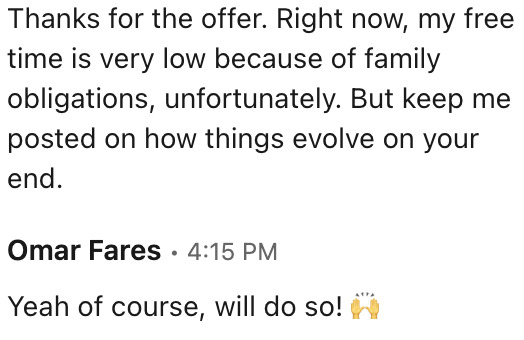 Thanks for the offer. Right now, my free
time is very low because of family
obligations, unfortunately. But keep me
posted on how things evolve on your
end.
Omar Fares • 4:15 PM
Yeah of course, will do so! 🙌